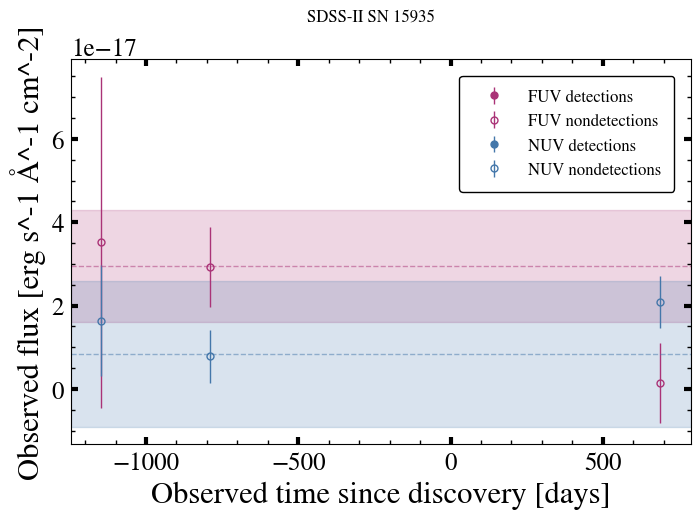 SDSS-II SN 15935
1e−17
Observed flux [erg s^-1 Å^-1 cm^-2]
6
4
2
0
FUV detections
FUV nondetections
NUV detections
NUV nondetections
−1000
−500
0
500
Observed time since discovery [days]